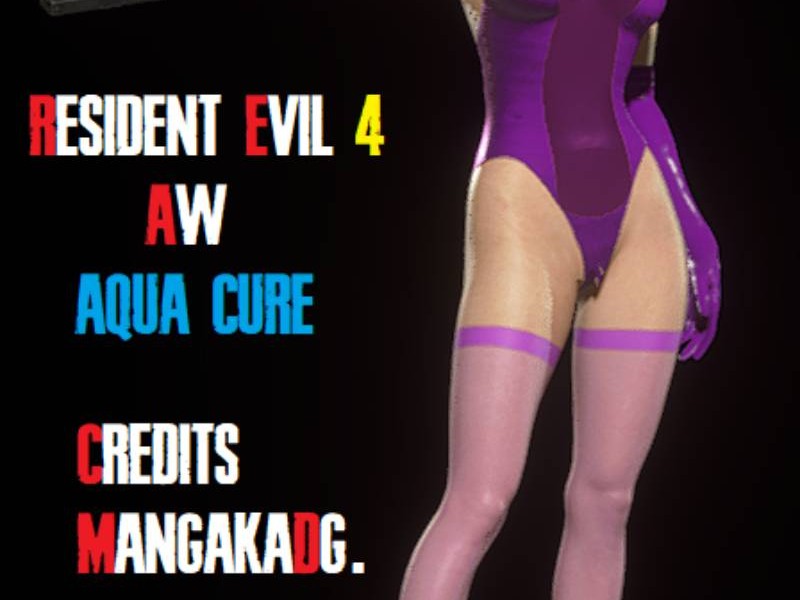 RESIDENT EVIL 4
AW
AQUA CURE
CREDITS
MANGAKADG.